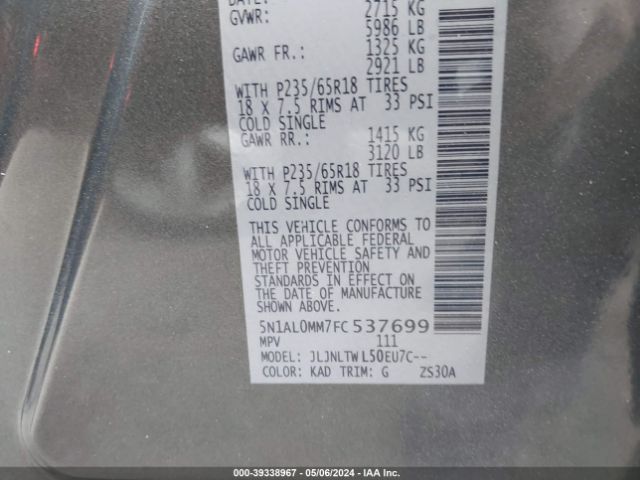 DATE:
GVWR: 2715 KG
5986 LB
GAWR FR.: 1325 KG
2921 LB
WITH P235/65R18 TIRES
18 X 7.5 RIMS AT 33 PSI
COLD SINGLE
GAWR RR.: 1415 KG
3120 LB
WITH P235/65R18 TIRES
18 X 7.5 RIMS AT 33 PSI
COLD SINGLE
THIS VEHICLE CONFORMS TO
ALL APPLICABLE FEDERAL
MOTOR VEHICLE SAFETY AND
THEFT PREVENTION
STANDARDS IN EFFECT ON
THE DATE OF MANUFACTURE
SHOWN ABOVE.
5N1AL0MM7FC537699
MPV 111
MODEL: JLJNLTWL50EU7C--
COLOR: KAD TRIM: G ZS30A
000-39338967 - 05/06/2024 - IAA Inc.